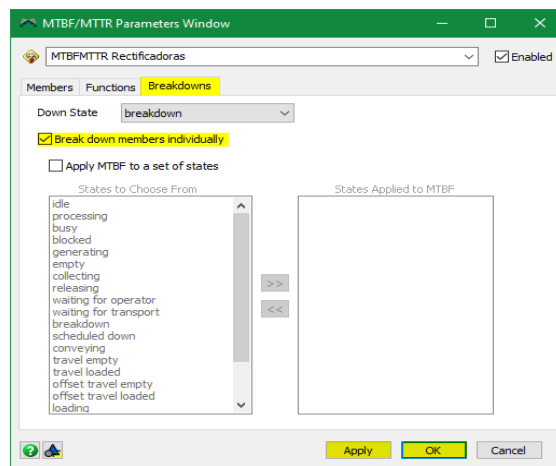 MTBF/MTTR Parameters Window
MTBFMTTR Rectificadoras
Enabled
Members Functions Breakdowns
Down State breakdown
Break down members individually
Apply MTBF to a set of states
States to Choose From States Applied to MTBF
idle
processing
busy
blocked
generating
empty
collecting
releasing
>>
waiting for operator
waiting for transport
<<
breakdown
scheduled down
conveying
travel empty
travel loaded
offset travel empty
offset travel loaded
loading
Apply OK Cancel